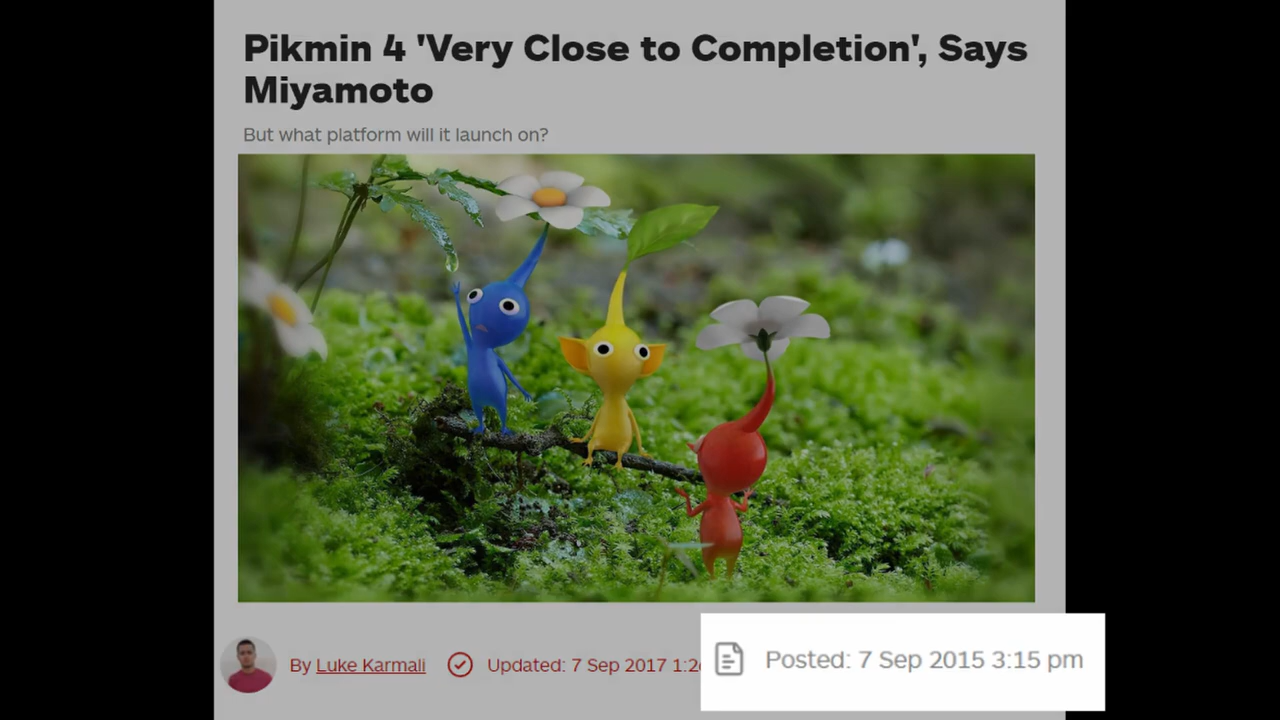 Pikmin 4 'Very Close to Completion', Says
Miyamoto
But what platform will it launch on?
By Luke Karmali
Updated: 7 Sep 2017
Posted: 7 Sep 2015 3:15 pm